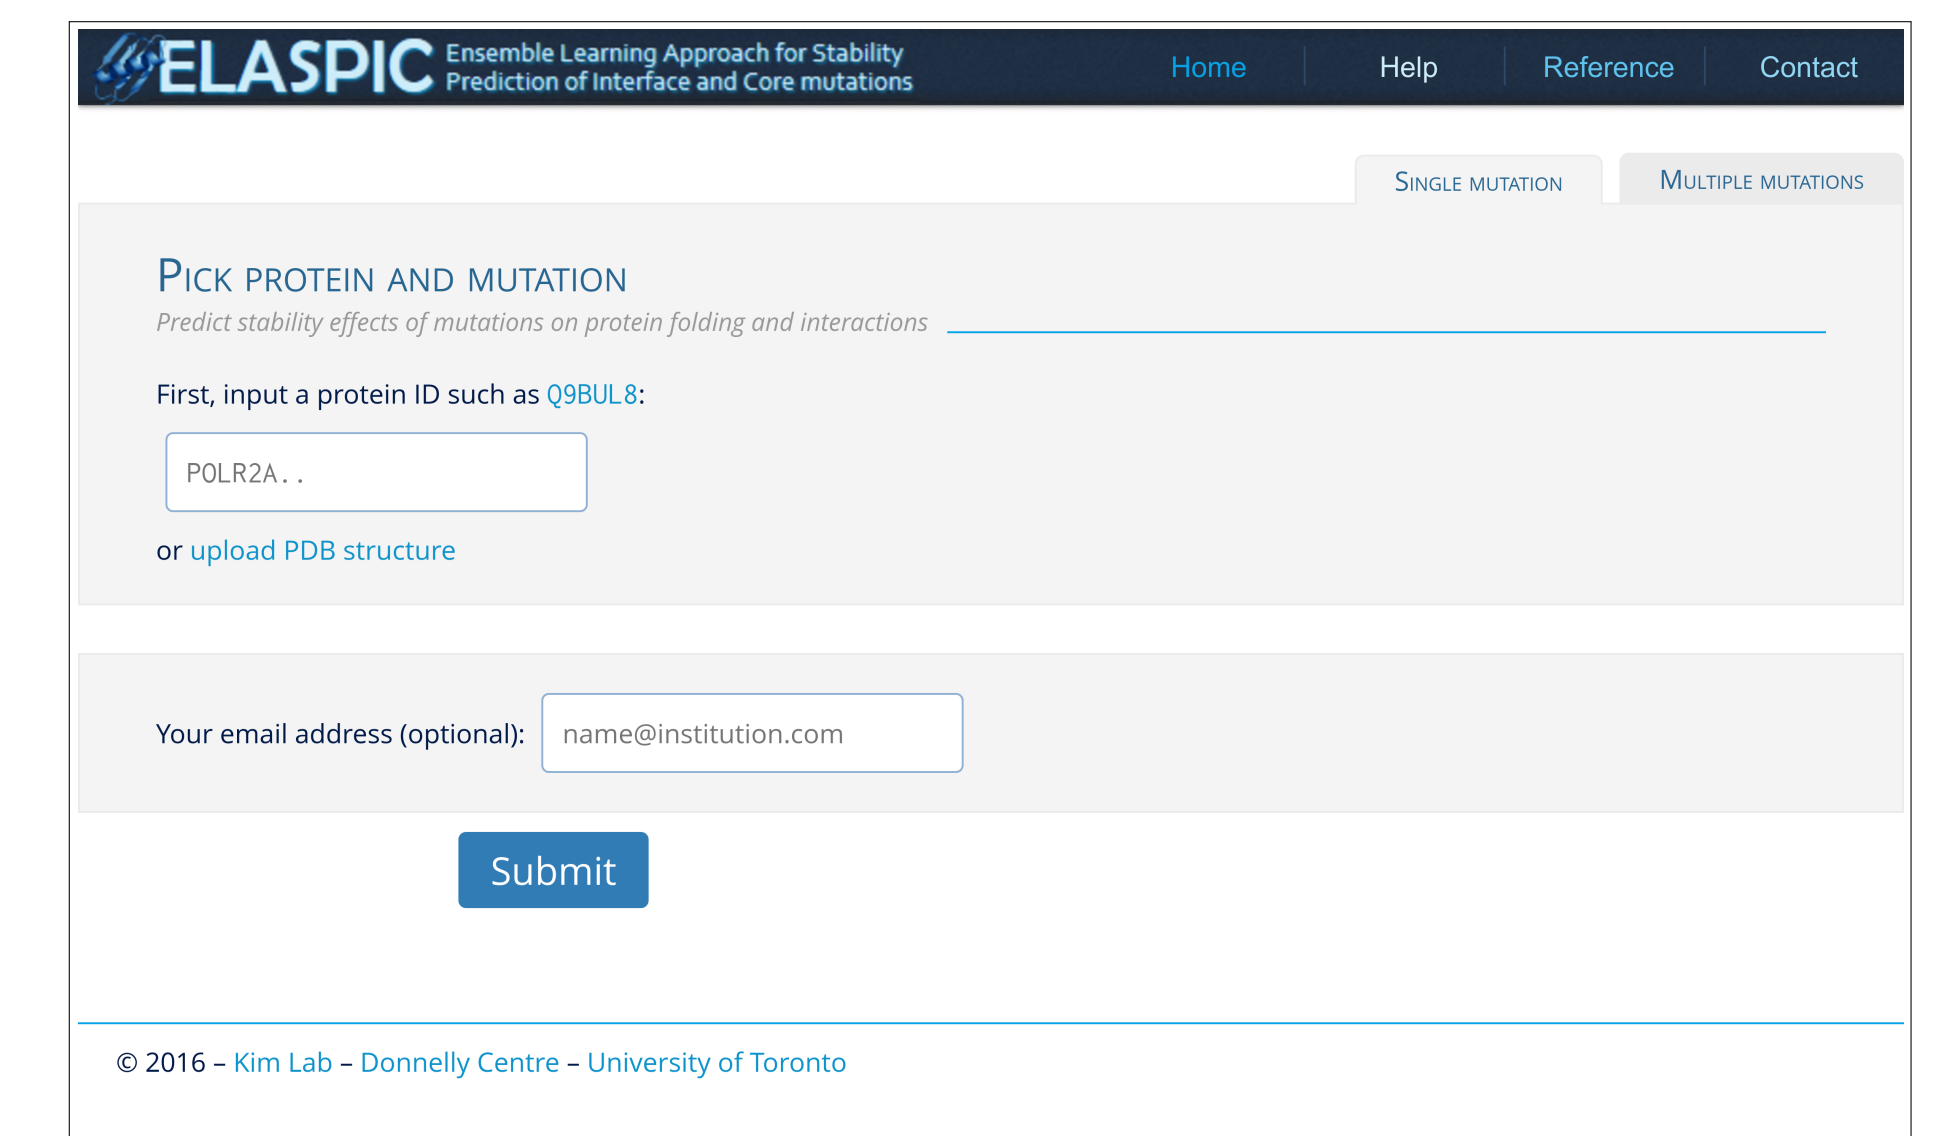 ELASPIC Ensemble Learning Approach for Stability
Prediction of Interface and Core mutations
Home Help Reference Contact
Single mutation Multiple mutations
Pick protein and mutation
Predict stability effects of mutations on protein folding and interactions
First, input a protein ID such as Q9BUL8:
POLR2A..
or upload PDB structure
Your email address (optional): name@institution.com
Submit
© 2016 – Kim Lab – Donnelly Centre – University of Toronto